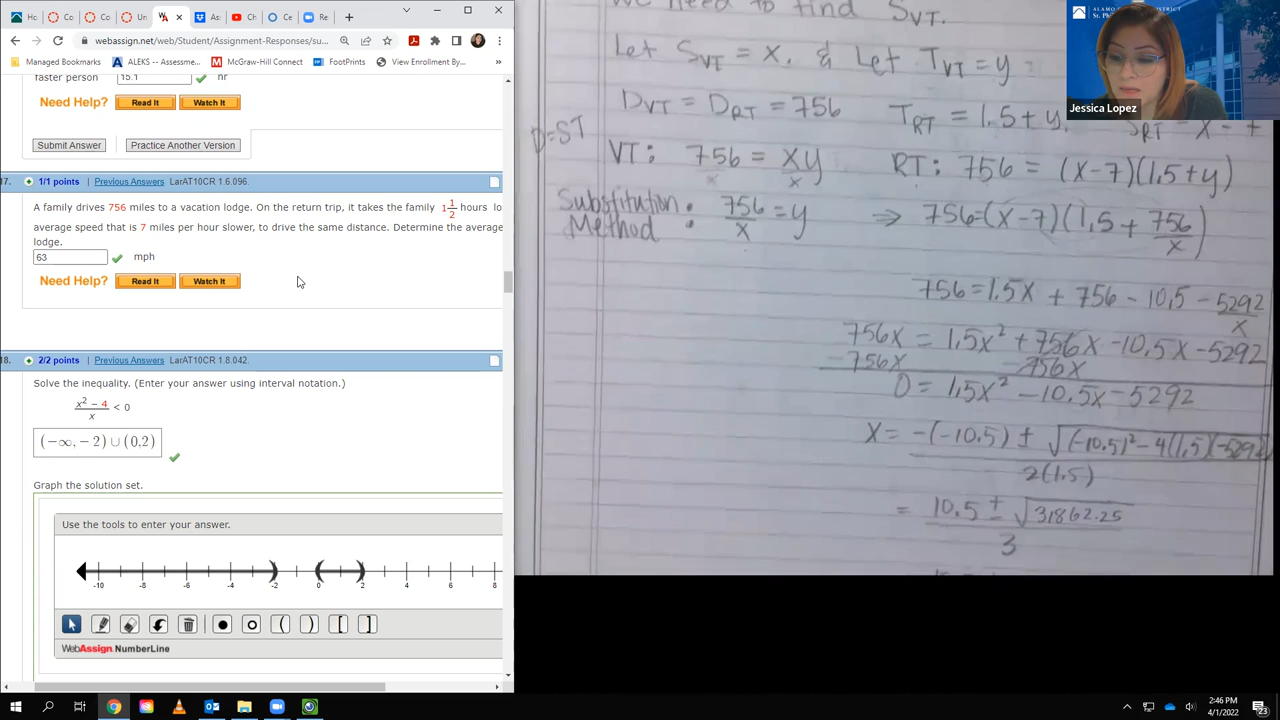 webassign.net/web/Student/Assignment-Responses/su...
Managed Bookmarks
ALEKS -- Assessme...
McGraw-Hill Connect
FootPrints
View Enrollment By...
faster person 15.1 hr
Need Help? Read It Watch It
Submit Answer Practice Another Version
17. 1/1 points Previous Answers LarAT10CR 1.6.096.
A family drives 756 miles to a vacation lodge. On the return trip, it takes the family 1 1/2 hours lo
average speed that is 7 miles per hour slower, to drive the same distance. Determine the average
lodge.
63 mph
Need Help? Read It Watch It
18. 2/2 points Previous Answers LarAT10CR 1.8.042.
Solve the inequality. (Enter your answer using interval notation.)
x² − 4
x < 0
(−∞, −2) ∪ (0,2)
Graph the solution set.
Use the tools to enter your answer.
-10 -8 -6 -4 -2 0 2 4 6 8
WebAssign. NumberLine
We need to find S_VT.
Let S_VT = x, & Let T_VT = y
D_VT = D_RT = 756 T_RT = 1.5 + y, S_RT = x - 7
D=ST
VT: 756 = xy RT: 756 = (x-7)(1.5+y)
x x
Substitution Method : 756/x = y ⇒ 756=(x-7)(1.5 + 756/x)
756 = 1.5x + 756 - 10.5 - 5292/x
756x = 1.5x² + 756x - 10.5x - 5292
-756x -756x
0 = 1.5x² - 10.5x - 5292
x = -(-10.5) ± √(-10.5)² - 4(1.5)(-5292)
2(1.5)
= 10.5 ± √31862.25
3
Jessica Lopez
2:46 PM
4/1/2022
23